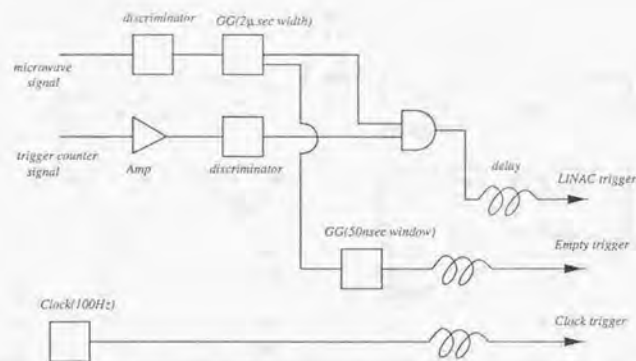 discriminator
GG(2μ sec width)
microwave
signal
trigger counter
signal
Amp
discriminator
delay
LINAC trigger
GG(50nsec window)
Empty trigger
Clock(100Hz)
Clock trigger